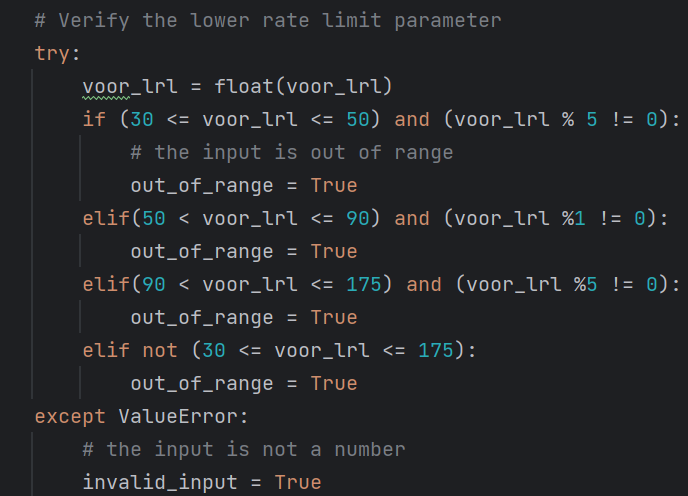 # Verify the lower rate limit parameter
try:
    voor_lrl = float(voor_lrl)
    if (30 <= voor_lrl <= 50) and (voor_lrl % 5 != 0):
        # the input is out of range
        out_of_range = True
    elif(50 < voor_lrl <= 90) and (voor_lrl %1 != 0):
        out_of_range = True
    elif(90 < voor_lrl <= 175) and (voor_lrl %5 != 0):
        out_of_range = True
    elif not (30 <= voor_lrl <= 175):
        out_of_range = True
except ValueError:
    # the input is not a number
    invalid_input = True